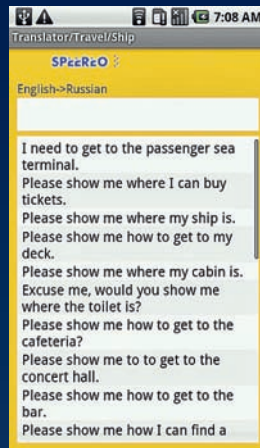 7:08 AM
Translator/Travel/Ship
SPEEREO
English->Russian
I need to get to the passenger sea
terminal.
Please show me where I can buy
tickets.
Please show me where my ship is.
Please show me how to get to my
deck.
Please show me where my cabin is.
Excuse me, would you show me
where the toilet is?
Please show me how to get to the
cafeteria?
Please show me to to get to the
concert hall.
Please show me how to get to the
bar.
Please show me how I can find a